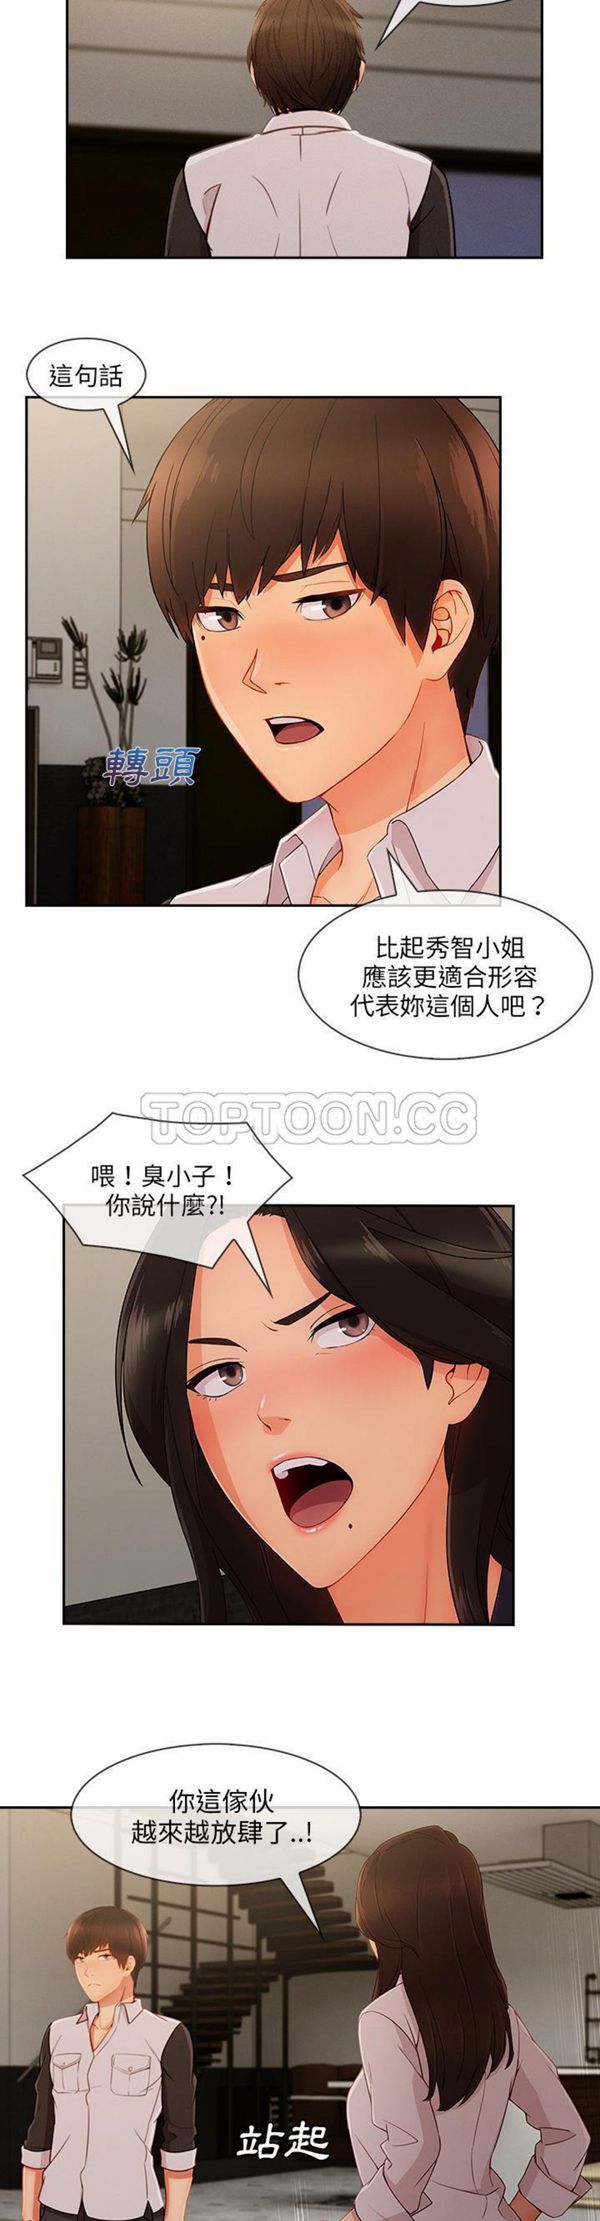 這句話
轉頭
比起秀智小姐
應該更適合形容
代表妳這個人吧？
TOPTOON.CC
喂！臭小子！
你說什麼?!
你這傢伙
越來越放肆了..!
站起